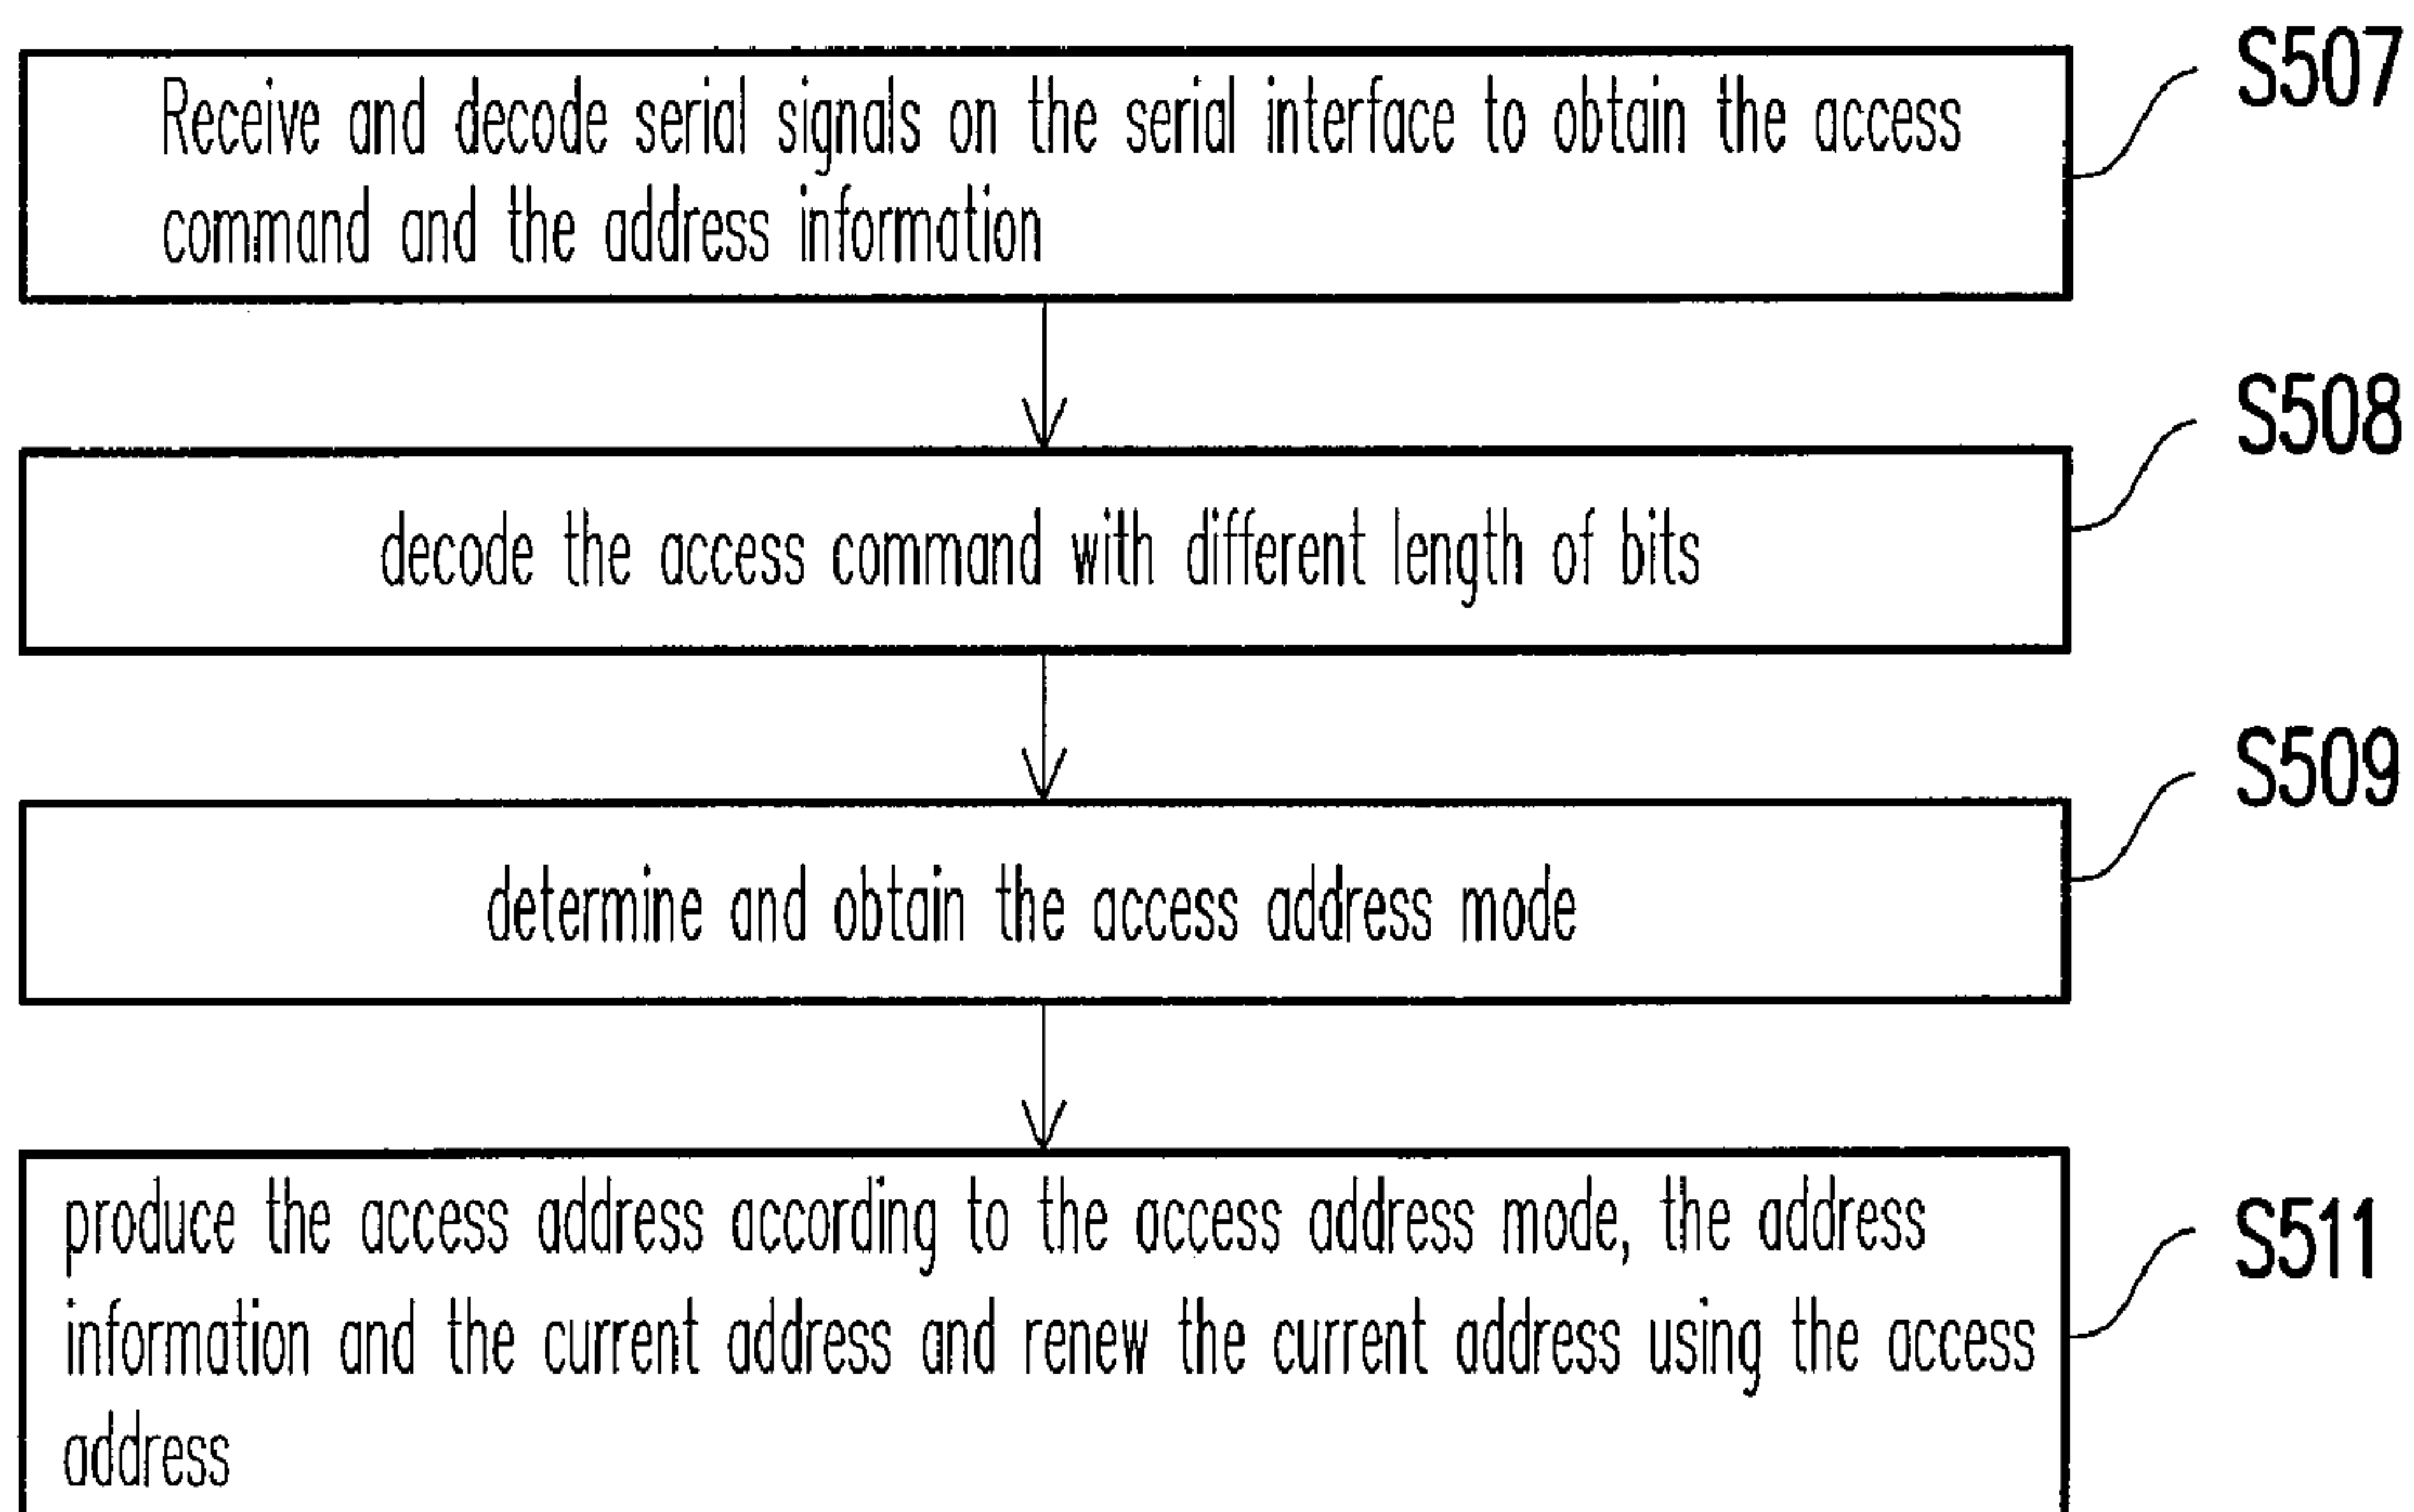 S507
Receive and decode serial signals on the serial interface to obtain the access
command and the address information
S508
decode the access command with different length of bits
S509
determine and obtain the access address mode
S511
produce the access address according to the access address mode, the address
information and the current address and renew the current address using the access
address